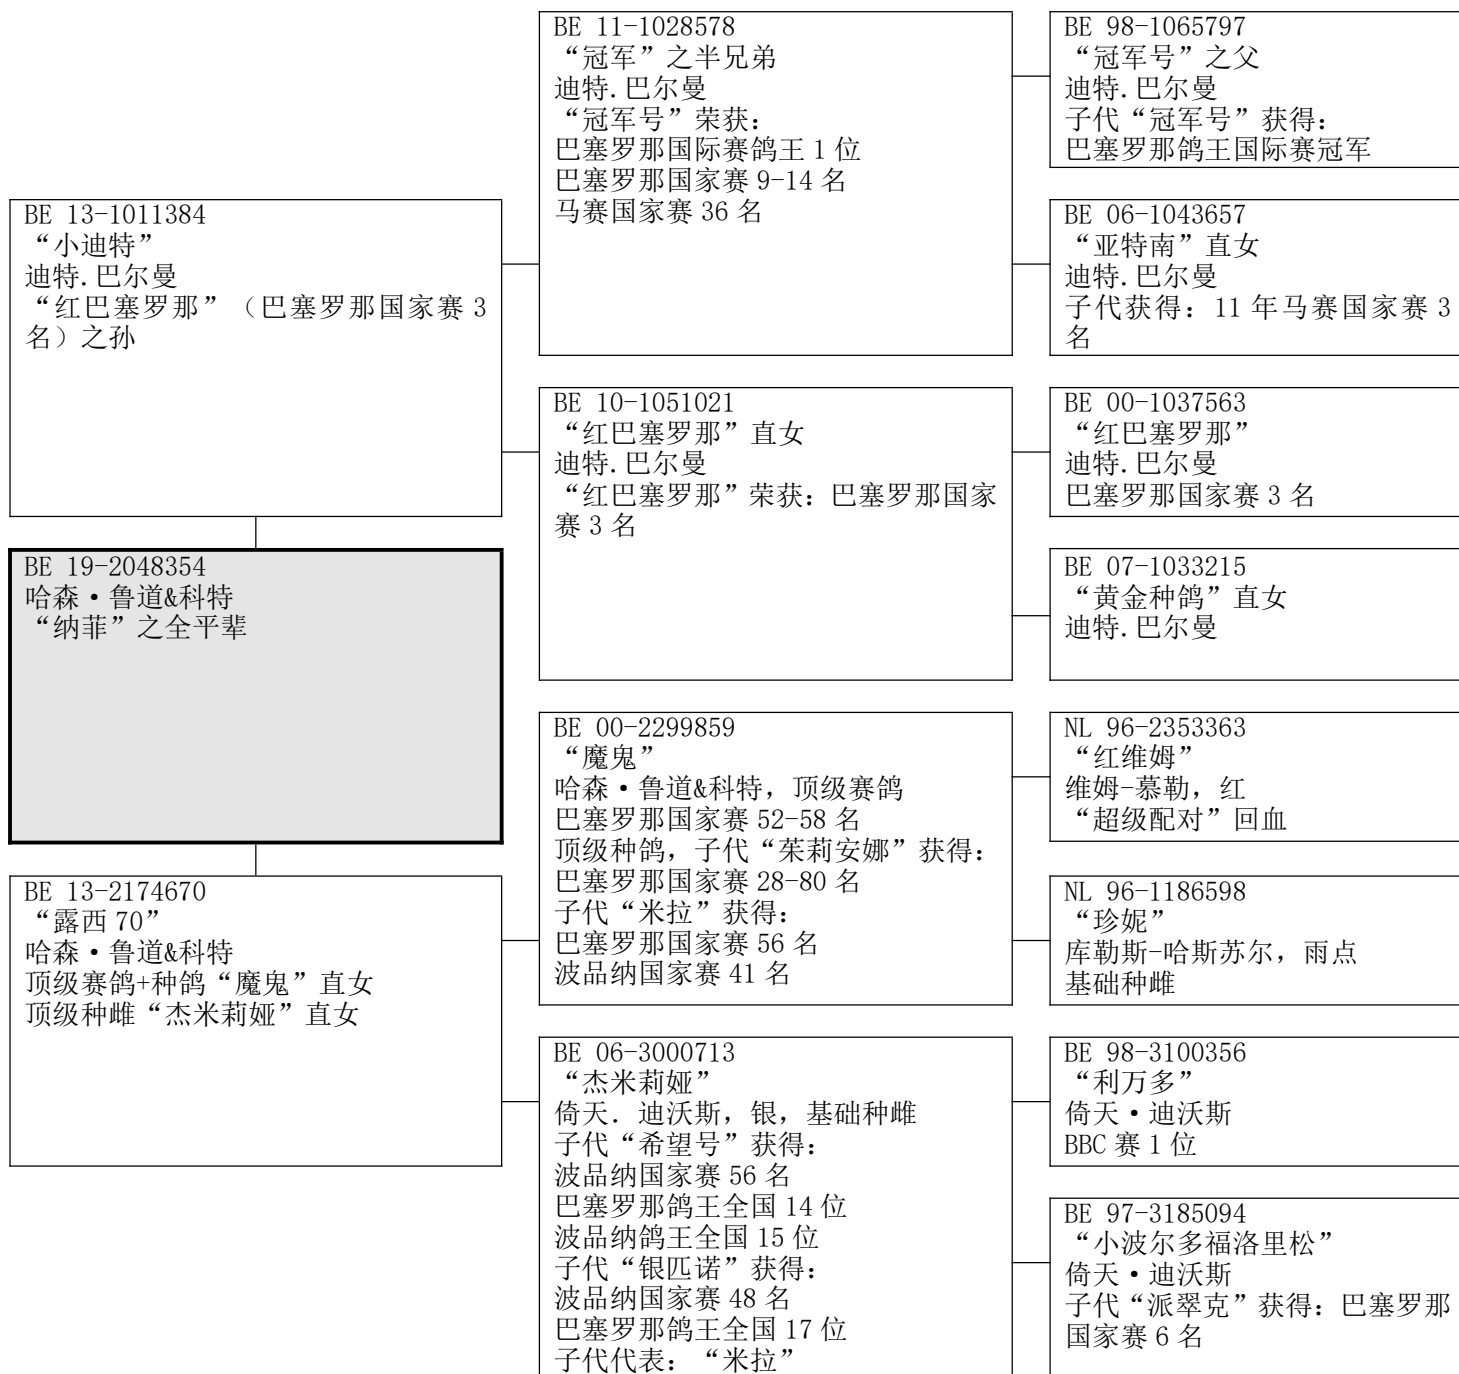 BE 13-1011384
“小迪特”
迪特.巴尔曼
“红巴塞罗那”（巴塞罗那国家赛 3
名）之孙
BE 19-2048354
哈森•鲁道&科特
“纳菲”之全平辈
BE 13-2174670
“露西 70”
哈森•鲁道&科特
顶级赛鸽+种鸽“魔鬼”直女
顶级种雌“杰米莉娅”直女
BE 11-1028578
“冠军”之半兄弟
迪特.巴尔曼
“冠军号”荣获：
巴塞罗那国际赛鸽王 1 位
巴塞罗那国家赛 9-14 名
马赛国家赛 36 名
BE 10-1051021
“红巴塞罗那”直女
迪特.巴尔曼
“红巴塞罗那”荣获：巴塞罗那国家
赛 3 名
BE 00-2299859
“魔鬼”
哈森•鲁道&科特，顶级赛鸽
巴塞罗那国家赛 52-58 名
顶级种鸽，子代“茱莉安娜”获得：
巴塞罗那国家赛 28-80 名
子代“米拉”获得：
巴塞罗那国家赛 56 名
波品纳国家赛 41 名
BE 06-3000713
“杰米莉娅”
倚天．迪沃斯，银，基础种雌
子代“希望号”获得：
波品纳国家赛 56 名
巴塞罗那鸽王全国 14 位
波品纳鸽王全国 15 位
子代“银匹诺”获得：
波品纳国家赛 48 名
巴塞罗那鸽王全国 17 位
子代代表：“米拉”
BE 98-1065797
“冠军号”之父
迪特.巴尔曼
子代“冠军号”获得：
巴塞罗那鸽王国际赛冠军
BE 06-1043657
“亚特南”直女
迪特.巴尔曼
子代获得：11 年马赛国家赛 3
名
BE 00-1037563
“红巴塞罗那”
迪特.巴尔曼
巴塞罗那国家赛 3 名
BE 07-1033215
“黄金种鸽”直女
迪特.巴尔曼
NL 96-2353363
“红维姆”
维姆-慕勒，红
“超级配对”回血
NL 96-1186598
“珍妮”
库勒斯-哈斯苏尔，雨点
基础种雌
BE 98-3100356
“利万多”
倚天•迪沃斯
BBC 赛 1 位
BE 97-3185094
“小波尔多福洛里松”
倚天•迪沃斯
子代“派翠克”获得：巴塞罗那
国家赛 6 名